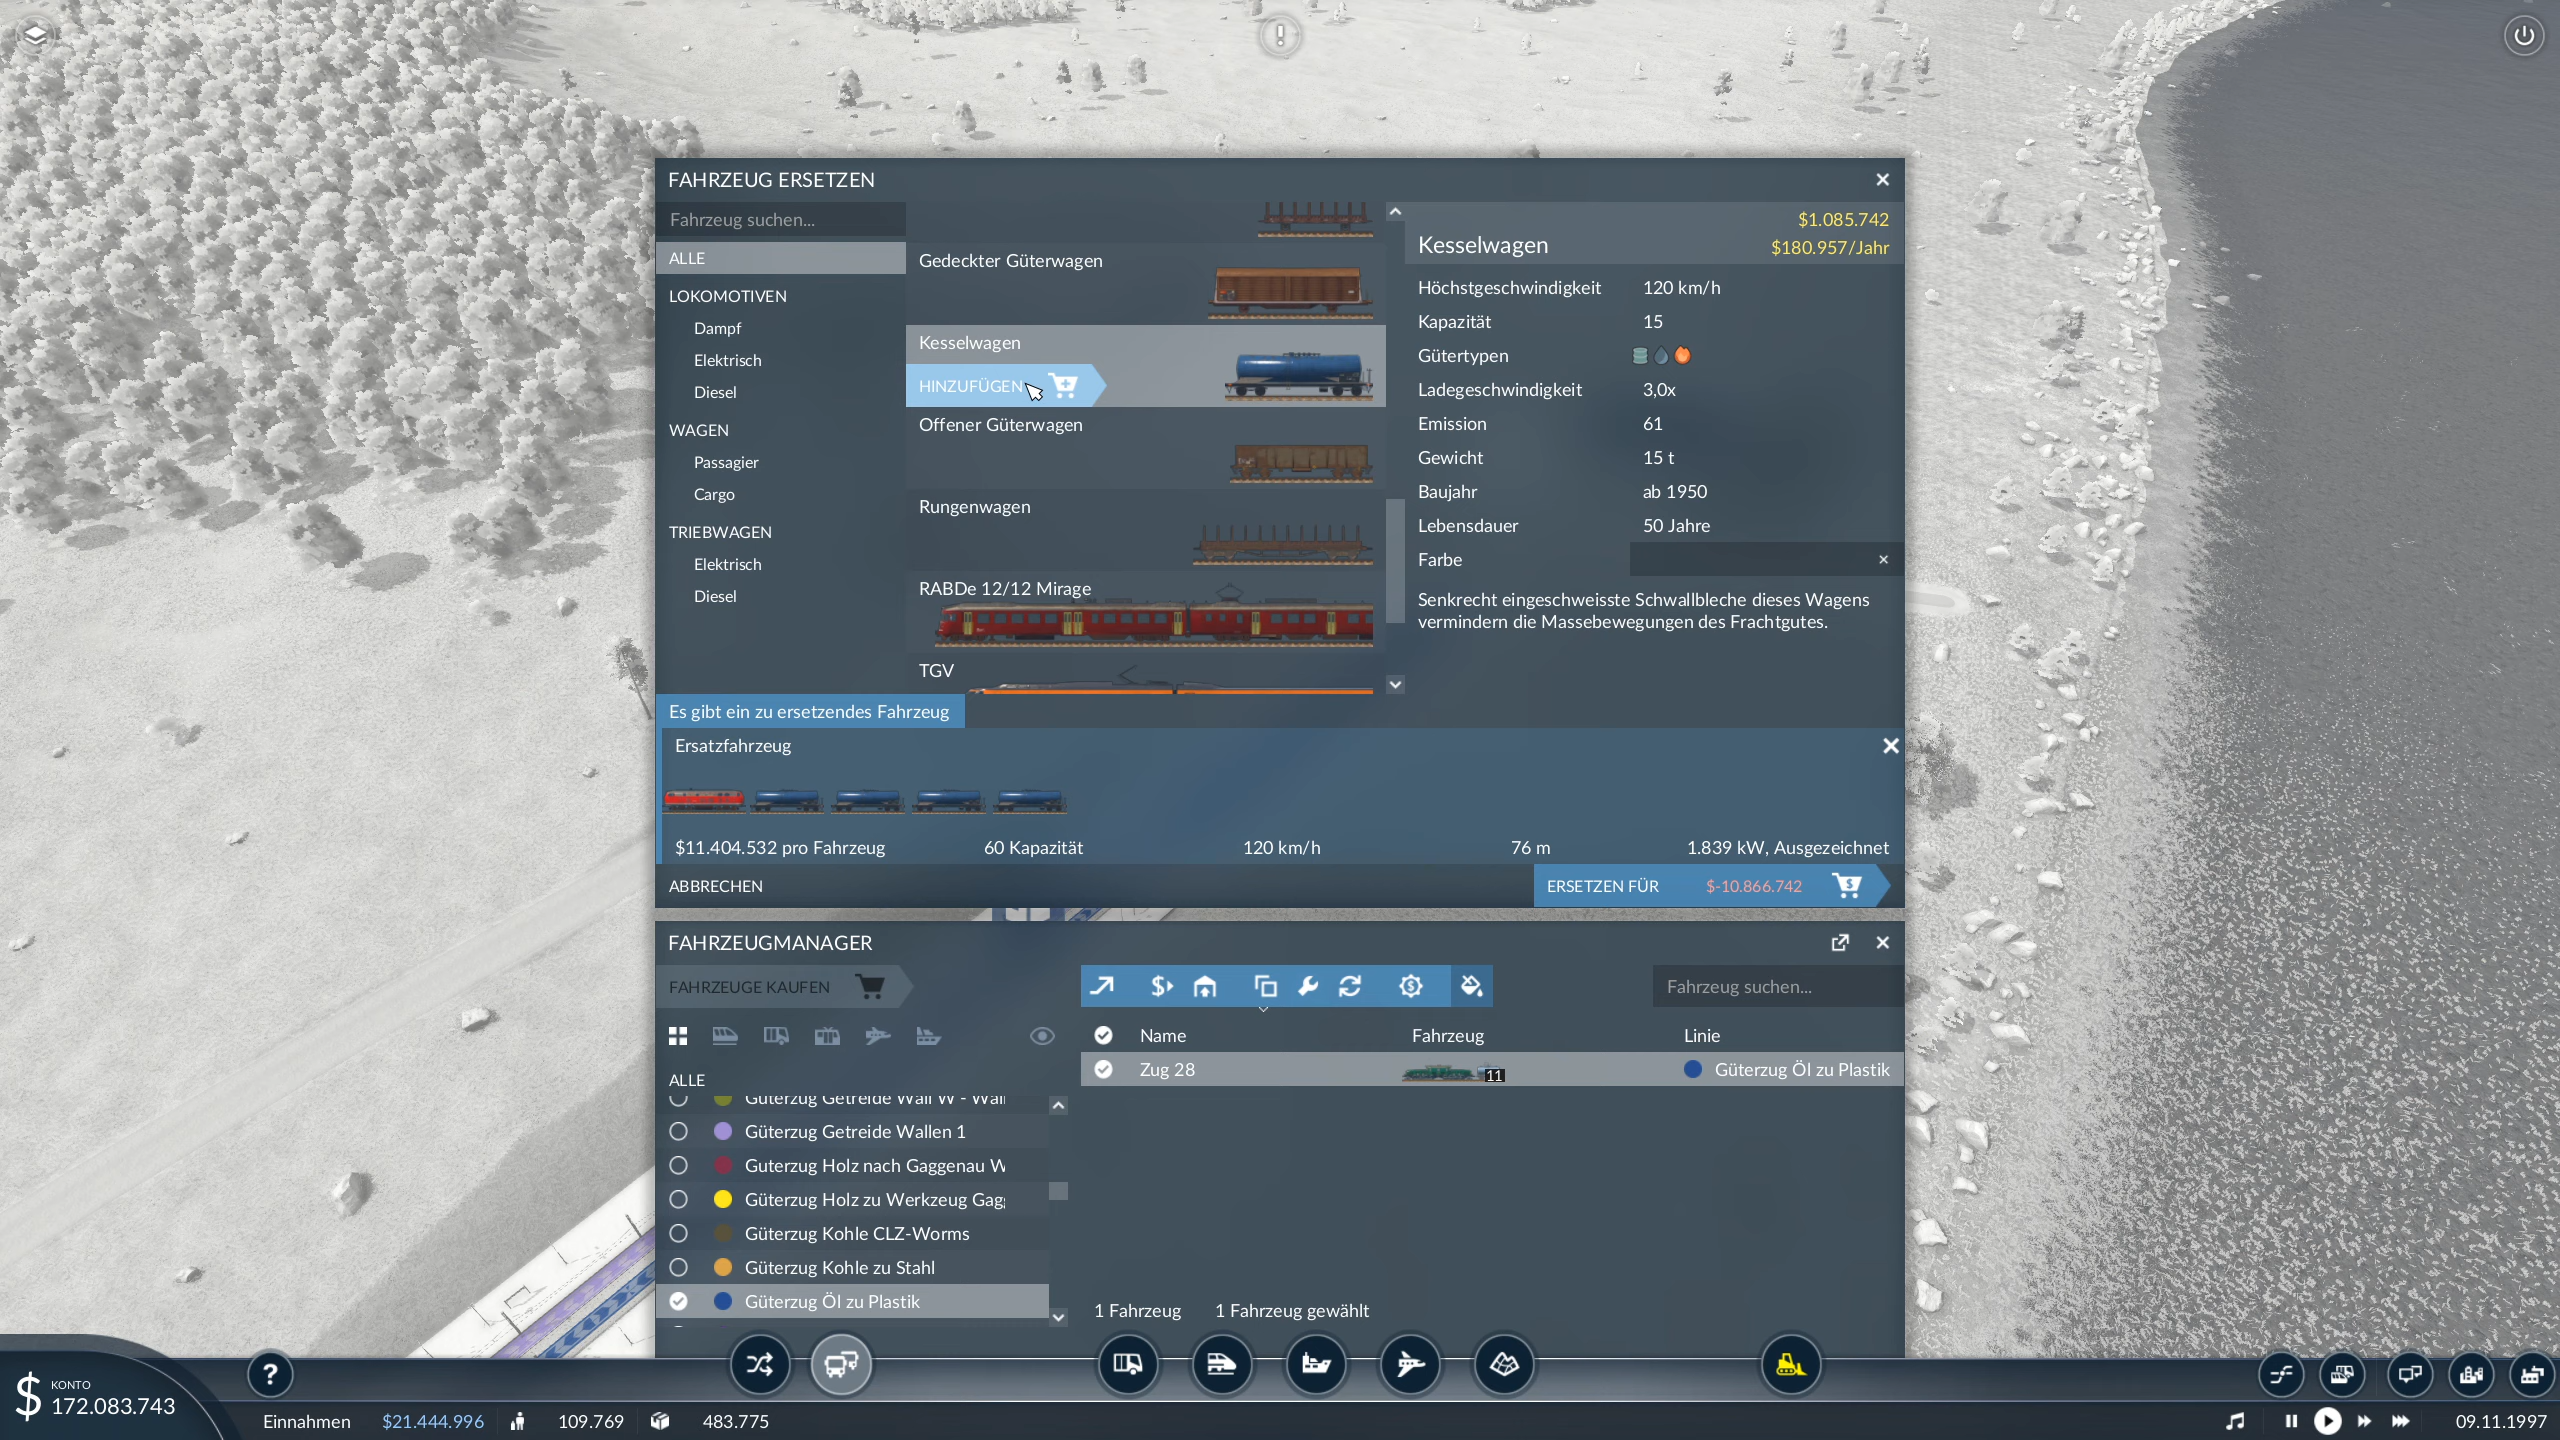 FAHRZEUG ERSETZEN
Fahrzeug suchen...
ALLE
LOKOMOTIVEN
Dampf
Elektrisch
Diesel
WAGEN
Passagier
Cargo
TRIEBWAGEN
Elektrisch
Diesel
Gedeckter Güterwagen
Kesselwagen
HINZUFÜGEN
Offener Güterwagen
Rungenwagen
RABDe 12/12 Mirage
TGV
$1.085.742
Kesselwagen
$180.957/Jahr
Höchstgeschwindigkeit 120 km/h
Kapazität 15
Gütertypen
Ladegeschwindigkeit 3,0x
Emission 61
Gewicht 15 t
Baujahr ab 1950
Lebensdauer 50 Jahre
Farbe
Senkrecht eingeschweisste Schwallbleche dieses Wagens
vermindern die Massebewegungen des Frachtgutes.
Es gibt ein zu ersetzendes Fahrzeug
Ersatzfahrzeug
$11.404.532 pro Fahrzeug 60 Kapazität 120 km/h 76 m 1.839 kW, Ausgezeichnet
ABBRECHEN
ERSETZEN FÜR $-10.866.742
FAHRZEUGMANAGER
FAHRZEUGE KAUFEN
Fahrzeug suchen...
ALLE
Güterzug Getreide Wall W - Wall
Güterzug Getreide Wallen 1
Guterzug Holz nach Gaggenau W
Güterzug Holz zu Werkzeug Gagg
Güterzug Kohle CLZ-Worms
Güterzug Kohle zu Stahl
Güterzug Öl zu Plastik
Name Fahrzeug Linie
Zug 28 11 Güterzug Öl zu Plastik
1 Fahrzeug 1 Fahrzeug gewählt
KONTO
$ 172.083.743
Einnahmen $21.444.996 109.769 483.775
09.11.1997